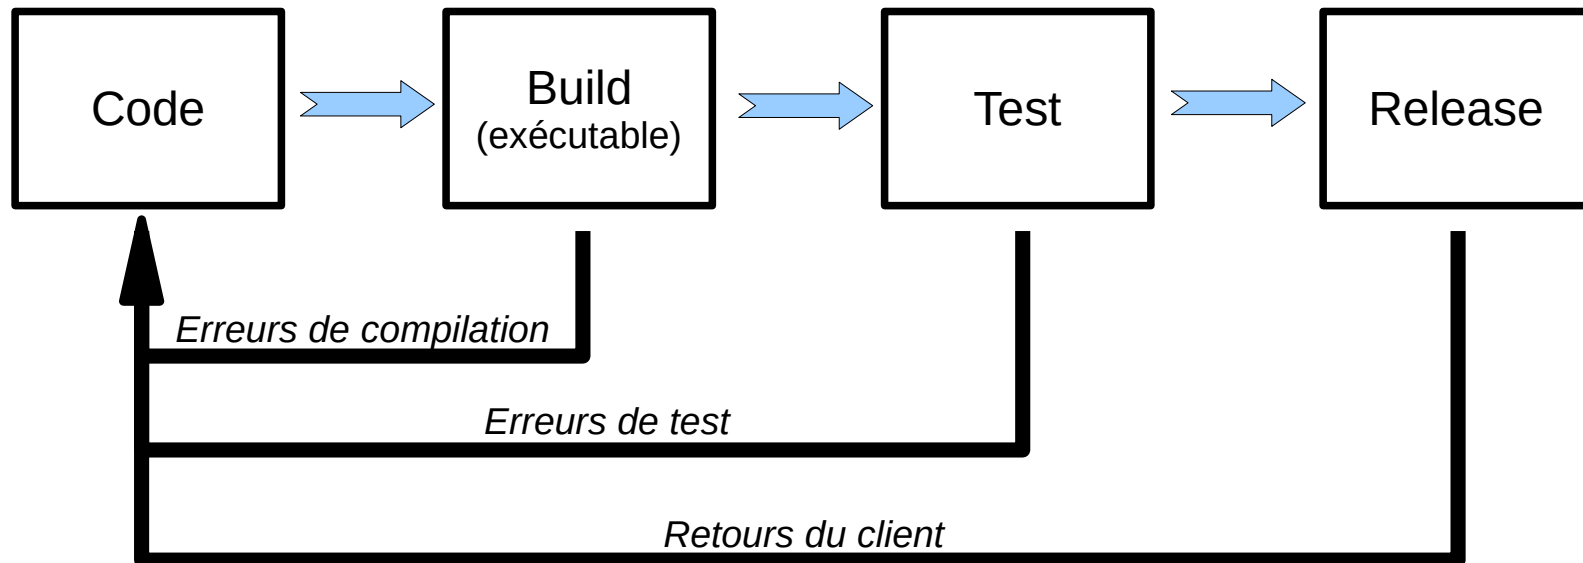 Code
Build
(exécutable)
Test
Release
Erreurs de compilation
Erreurs de test
Retours du client